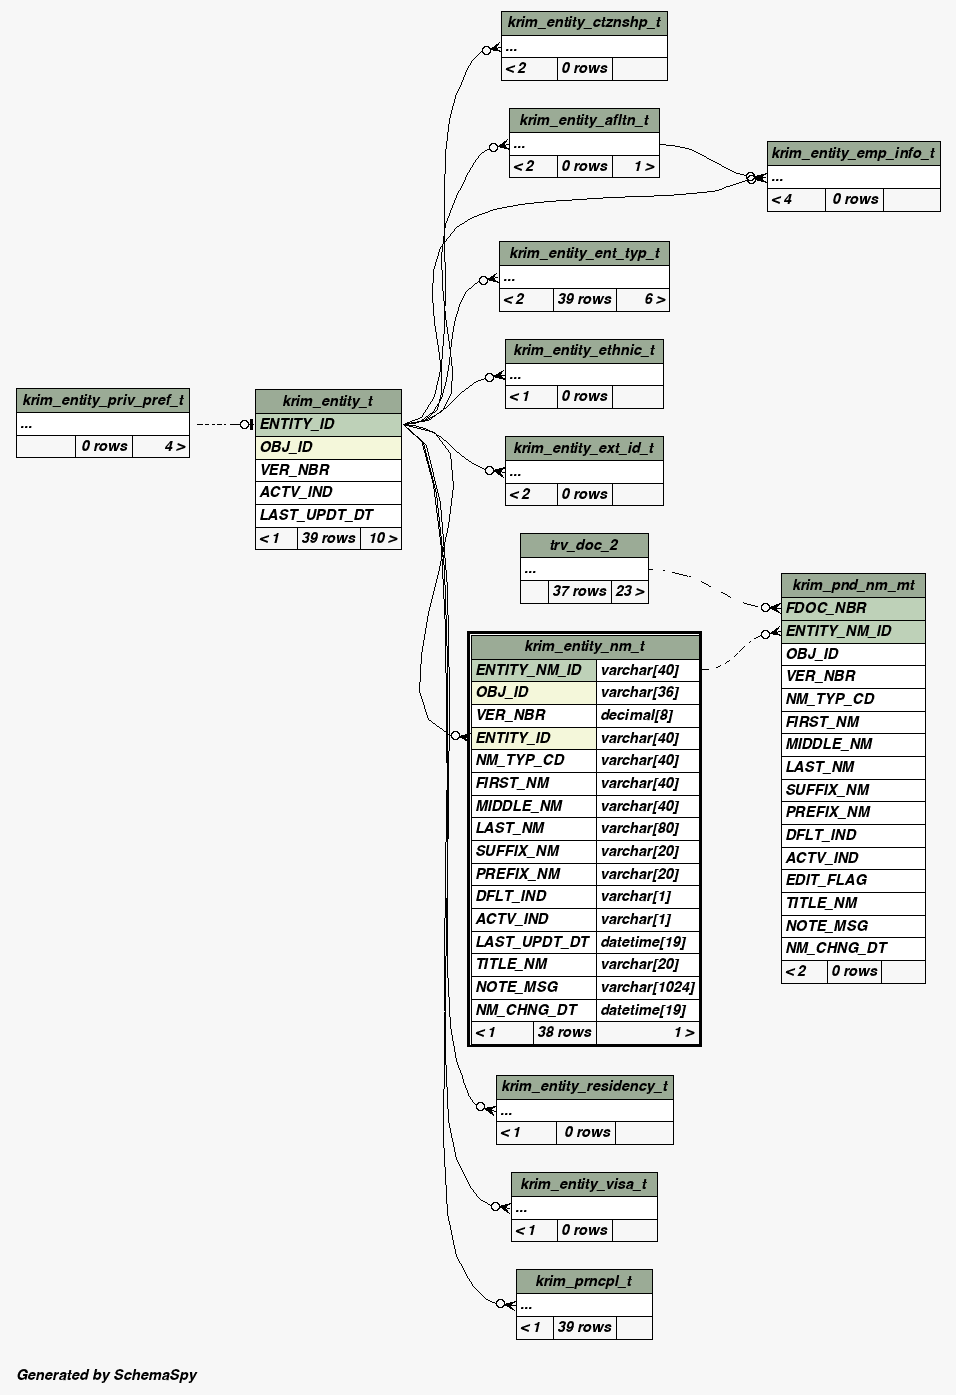 krim_entity_ctznshp_t
...
< 2 0 rows
krim_entity_afltn_t
...
< 2 0 rows 1 >
krim_entity_emp_info_t
...
< 4 0 rows
krim_entity_ent_typ_t
...
< 2 39 rows 6 >
krim_entity_ethnic_t
...
< 1 0 rows
krim_entity_priv_pref_t
...
0 rows 4 >
krim_entity_t
ENTITY_ID
OBJ_ID
VER_NBR
ACTV_IND
LAST_UPDT_DT
< 1 39 rows 10 >
krim_entity_ext_id_t
...
< 2 0 rows
trv_doc_2
...
37 rows 23 >
krim_pnd_nm_mt
FDOC_NBR
ENTITY_NM_ID
OBJ_ID
VER_NBR
NM_TYP_CD
FIRST_NM
MIDDLE_NM
LAST_NM
SUFFIX_NM
PREFIX_NM
DFLT_IND
ACTV_IND
EDIT_FLAG
TITLE_NM
NOTE_MSG
NM_CHNG_DT
< 2 0 rows
krim_entity_nm_t
ENTITY_NM_ID varchar[40]
OBJ_ID varchar[36]
VER_NBR decimal[8]
ENTITY_ID varchar[40]
NM_TYP_CD varchar[40]
FIRST_NM varchar[40]
MIDDLE_NM varchar[40]
LAST_NM varchar[80]
SUFFIX_NM varchar[20]
PREFIX_NM varchar[20]
DFLT_IND varchar[1]
ACTV_IND varchar[1]
LAST_UPDT_DT datetime[19]
TITLE_NM varchar[20]
NOTE_MSG varchar[1024]
NM_CHNG_DT datetime[19]
< 1 38 rows 1 >
krim_entity_residency_t
...
< 1 0 rows
krim_entity_visa_t
...
< 1 0 rows
krim_prncpl_t
...
< 1 39 rows
Generated by SchemaSpy